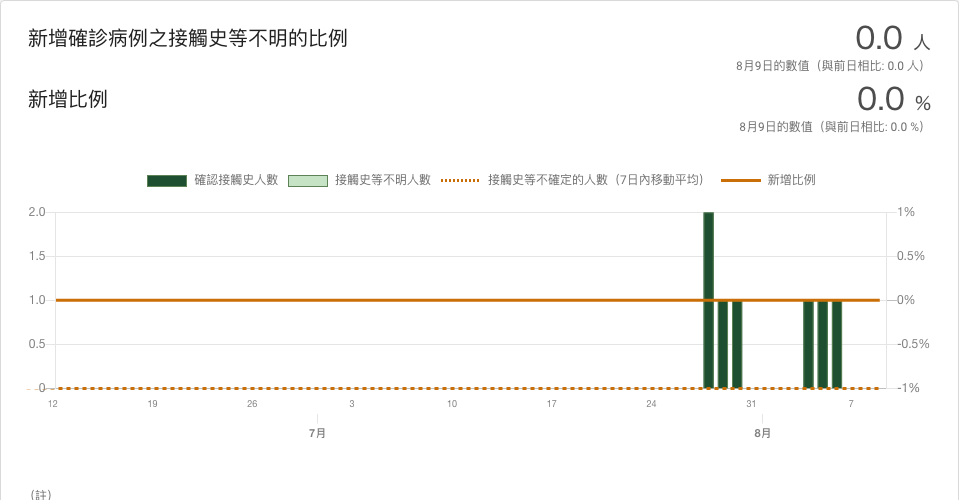 新增確診病例之接觸史等不明的比例
0.0 人
8月9日的數值（與前日相比: 0.0 人）
新增比例
0.0 %
8月9日的數值（與前日相比: 0.0 %）
確認接觸史人數 接觸史等不明人數 接觸史等不確定的人數（7日內移動平均） 新增比例
2.0 1%
1.5 0.5%
1.0 0%
0.5 -0.5%
0 -1%
12 19 26 3 10 17 24 31 7
7月 8月
（註）